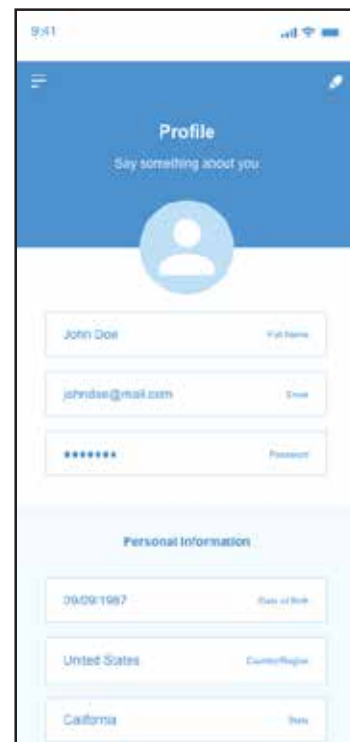 9:41
Profile
Say something about you
John Doe Full Name
johndoe@mail.com Email
******* Password
Personal Information
09/09/1987 Date of Birth
United States Country/Region
California State